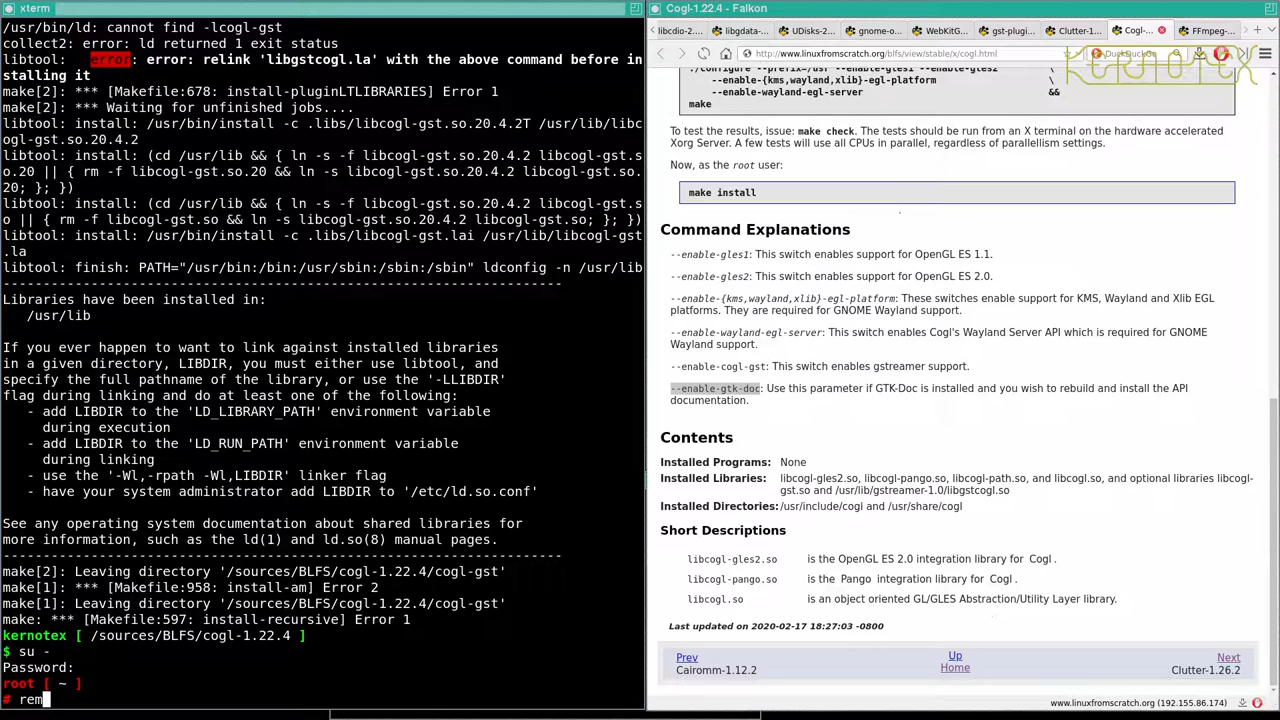 xterm
/usr/bin/ld: cannot find -lcogl-gst
collect2: error: ld returned 1 exit status
libtool:   error: error: relink 'libgstcogl.la' with the above command before in
stalling it
make[2]: *** [Makefile:678: install-pluginLTLIBRARIES] Error 1
make[2]: *** Waiting for unfinished jobs....
libtool: install: /usr/bin/install -c .libs/libcogl-gst.so.20.4.2T /usr/lib/libc
ogl-gst.so.20.4.2
libtool: install: (cd /usr/lib && { ln -s -f libcogl-gst.so.20.4.2 libcogl-gst.s
o.20 || { rm -f libcogl-gst.so.20 && ln -s libcogl-gst.so.20.4.2 libcogl-gst.so.
20; }; })
libtool: install: (cd /usr/lib && { ln -s -f libcogl-gst.so.20.4.2 libcogl-gst.s
o || { rm -f libcogl-gst.so && ln -s libcogl-gst.so.20.4.2 libcogl-gst.so; }; })
libtool: install: /usr/bin/install -c .libs/libcogl-gst.lai /usr/lib/libcogl-gst
.la
libtool: finish: PATH="/usr/bin:/bin:/usr/sbin:/sbin:/sbin" ldconfig -n /usr/lib
----------------------------------------------------------------------
Libraries have been installed in:
   /usr/lib
If you ever happen to want to link against installed libraries
in a given directory, LIBDIR, you must either use libtool, and
specify the full pathname of the library, or use the '-LLIBDIR'
flag during linking and do at least one of the following:
   - add LIBDIR to the 'LD_LIBRARY_PATH' environment variable
     during execution
   - add LIBDIR to the 'LD_RUN_PATH' environment variable
     during linking
   - use the '-Wl,-rpath -Wl,LIBDIR' linker flag
   - have your system administrator add LIBDIR to '/etc/ld.so.conf'
See any operating system documentation about shared libraries for
more information, such as the ld(1) and ld.so(8) manual pages.
----------------------------------------------------------------------
make[2]: Leaving directory '/sources/BLFS/cogl-1.22.4/cogl-gst'
make[1]: *** [Makefile:958: install-am] Error 2
make[1]: Leaving directory '/sources/BLFS/cogl-1.22.4/cogl-gst'
make: *** [Makefile:597: install-recursive] Error 1
kernotex [ /sources/BLFS/cogl-1.22.4 ]
$ su -
Password:
root [ ~ ]
# rem
Cogl-1.22.4 - Falkon
libcdio-2.... libgdata-... UDisks-2... gnome-o... WebKitG... gst-plugi... Clutter-1... Cogl-... FFmpeg-...
http://www.linuxfromscratch.org/blfs/view/stable/x/cogl.html
KERNOTEX
./configure --prefix=/usr --enable-gles1 --enable-gles2 \
--enable-{kms,wayland,xlib}-egl-platform \
--enable-wayland-egl-server &&
make
To test the results, issue: make check. The tests should be run from an X terminal on the hardware accelerated
Xorg Server. A few tests will use all CPUs in parallel, regardless of parallellism settings.
Now, as the root user:
make install
Command Explanations
--enable-gles1: This switch enables support for OpenGL ES 1.1.
--enable-gles2: This switch enables support for OpenGL ES 2.0.
--enable-{kms,wayland,xlib}-egl-platform: These switches enable support for KMS, Wayland and Xlib EGL
platforms. They are required for GNOME Wayland support.
--enable-wayland-egl-server: This switch enables Cogl's Wayland Server API which is required for GNOME
Wayland support.
--enable-cogl-gst: This switch enables gstreamer support.
--enable-gtk-doc: Use this parameter if GTK-Doc is installed and you wish to rebuild and install the API
documentation.
Contents
Installed Programs: None
Installed Libraries: libcogl-gles2.so, libcogl-pango.so, libcogl-path.so, and libcogl.so, and optional libraries libcogl-
gst.so and /usr/lib/gstreamer-1.0/libgstcogl.so
Installed Directories: /usr/include/cogl and /usr/share/cogl
Short Descriptions
libcogl-gles2.so is the OpenGL ES 2.0 integration library for Cogl .
libcogl-pango.so is the Pango integration library for Cogl .
libcogl.so is an object oriented GL/GLES Abstraction/Utility Layer library.
Last updated on 2020-02-17 18:27:03 -0800
Prev Up Next
Cairomm-1.12.2 Home Clutter-1.26.2
www.linuxfromscratch.org (192.155.86.174)